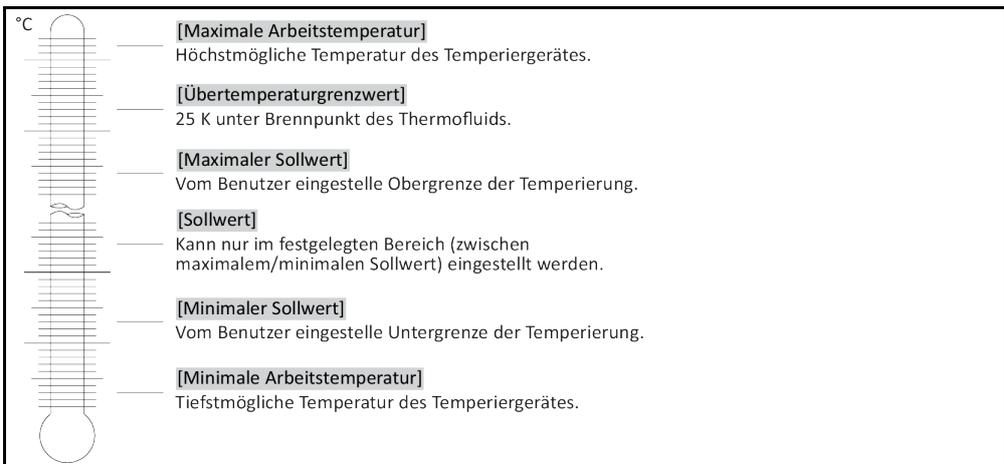 °C
[Maximale Arbeitstemperatur]
Höchstmögliche Temperatur des Temperiergerätes.
[Übertemperaturgrenzwert]
25 K unter Brennpunkt des Thermofluids.
[Maximaler Sollwert]
Vom Benutzer eingestelle Obergrenze der Temperierung.
[Sollwert]
Kann nur im festgelegten Bereich (zwischen
maximalem/minimalen Sollwert) eingestellt werden.
[Minimaler Sollwert]
Vom Benutzer eingestelle Untergrenze der Temperierung.
[Minimale Arbeitstemperatur]
Tiefstmögliche Temperatur des Temperiergerätes.